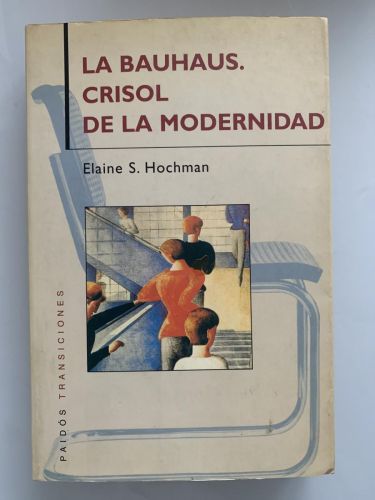 LA BAUHAUS.
CRISOL
DE LA MODERNIDAD
Elaine S. Hochman
PAIDÓS TRANSICIONES